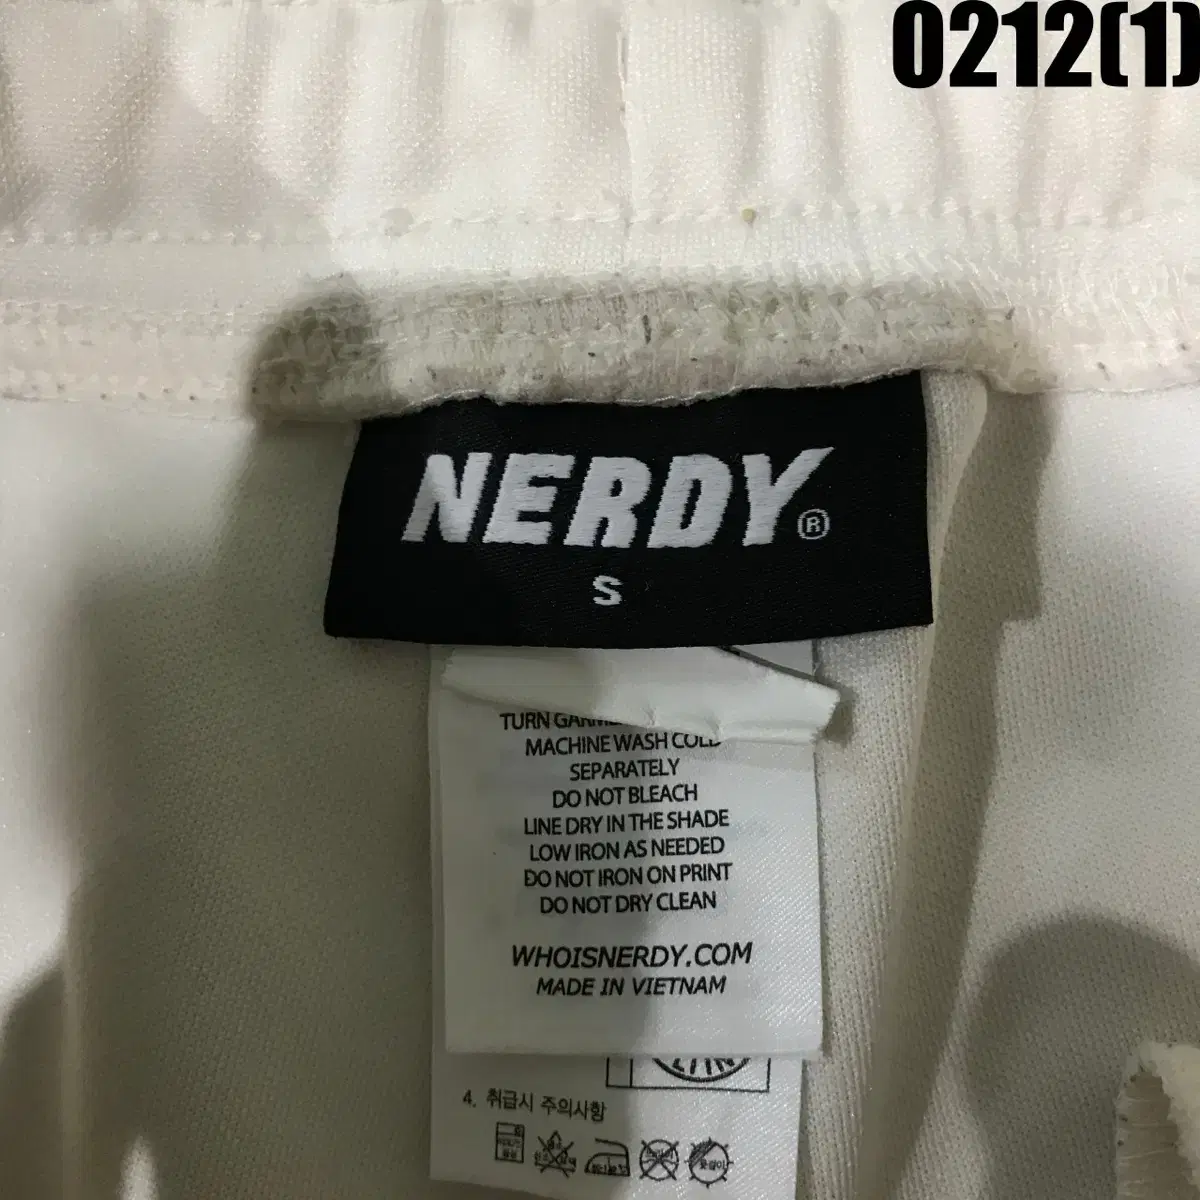 0212(1)
NERDY®
S
TURN
MACHINE WASH COLD
SEPARATELY
DO NOT BLEACH
LINE DRY IN THE SHADE
LOW IRON AS NEEDED
DO NOT IRON ON PRINT
DO NOT DRY CLEAN
WHOISNERDY.COM
MADE IN VIETNAM
4. 취급시 주의사항